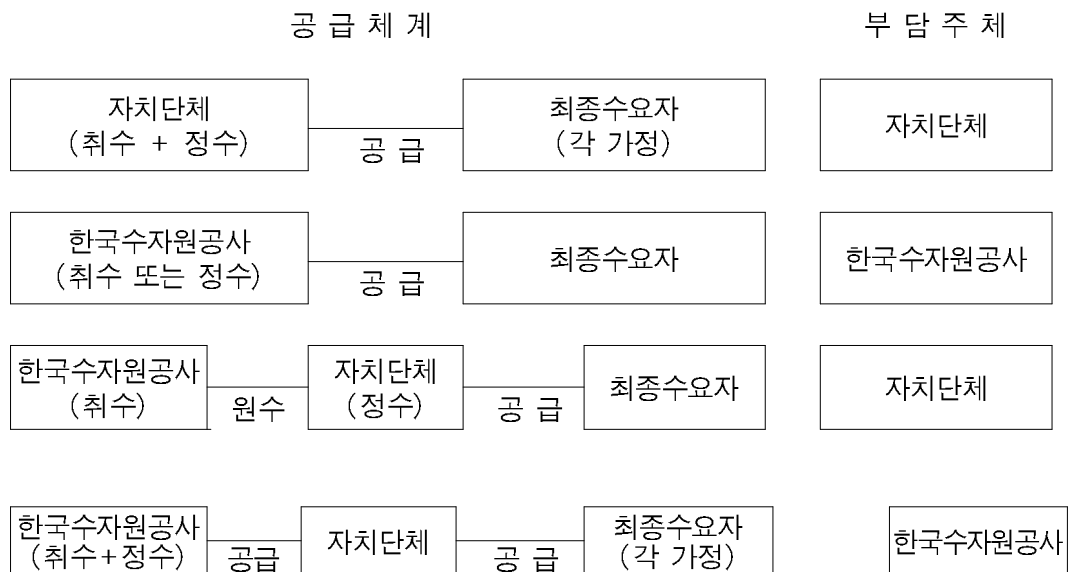 공 급 체 계
부 담 주 체
자치단체
(취수 + 정수)
공 급
최종수요자
(각 가정)
자치단체
한국수자원공사
(취수 또는 정수)
공 급
최종수요자
한국수자원공사
한국수자원공사
(취수)
원수
자치단체
(정수)
공 급
최종수요자
자치단체
한국수자원공사
(취수+정수)
공급
자치단체
공 급
최종수요자
(각 가정)
한국수자원공사